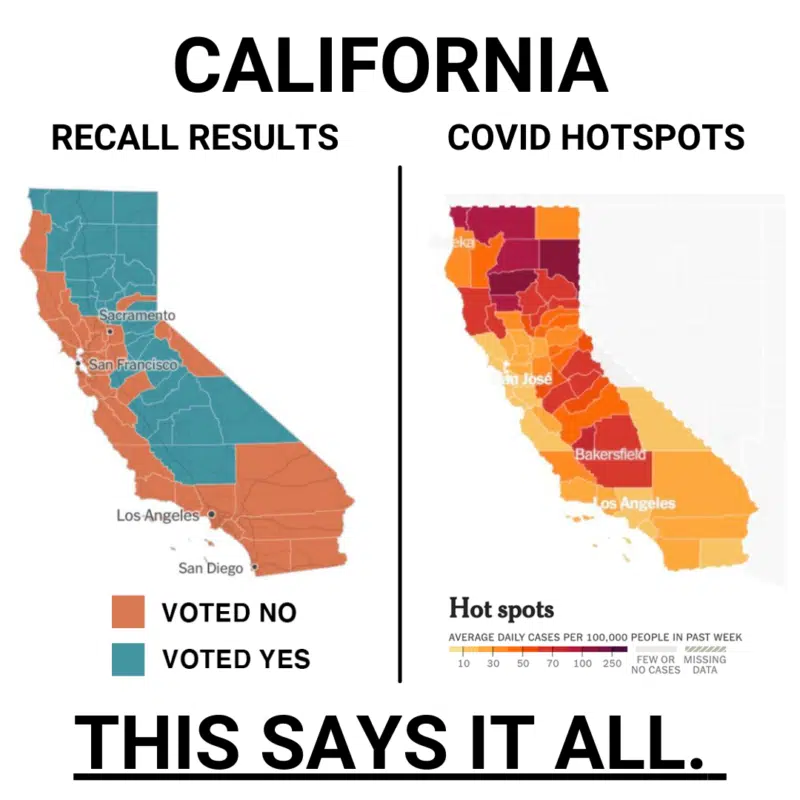 CALIFORNIA
RECALL RESULTS
COVID HOTSPOTS
Sacramento
San Francisco
Los Angeles
San Diego
VOTED NO
VOTED YES
eka
n José
Bakersfield
Los Angeles
Hot spots
AVERAGE DAILY CASES PER 100,000 PEOPLE IN PAST WEEK
10 30 50 70 100 250
FEW OR
NO CASES
MISSING
DATA
THIS SAYS IT ALL.